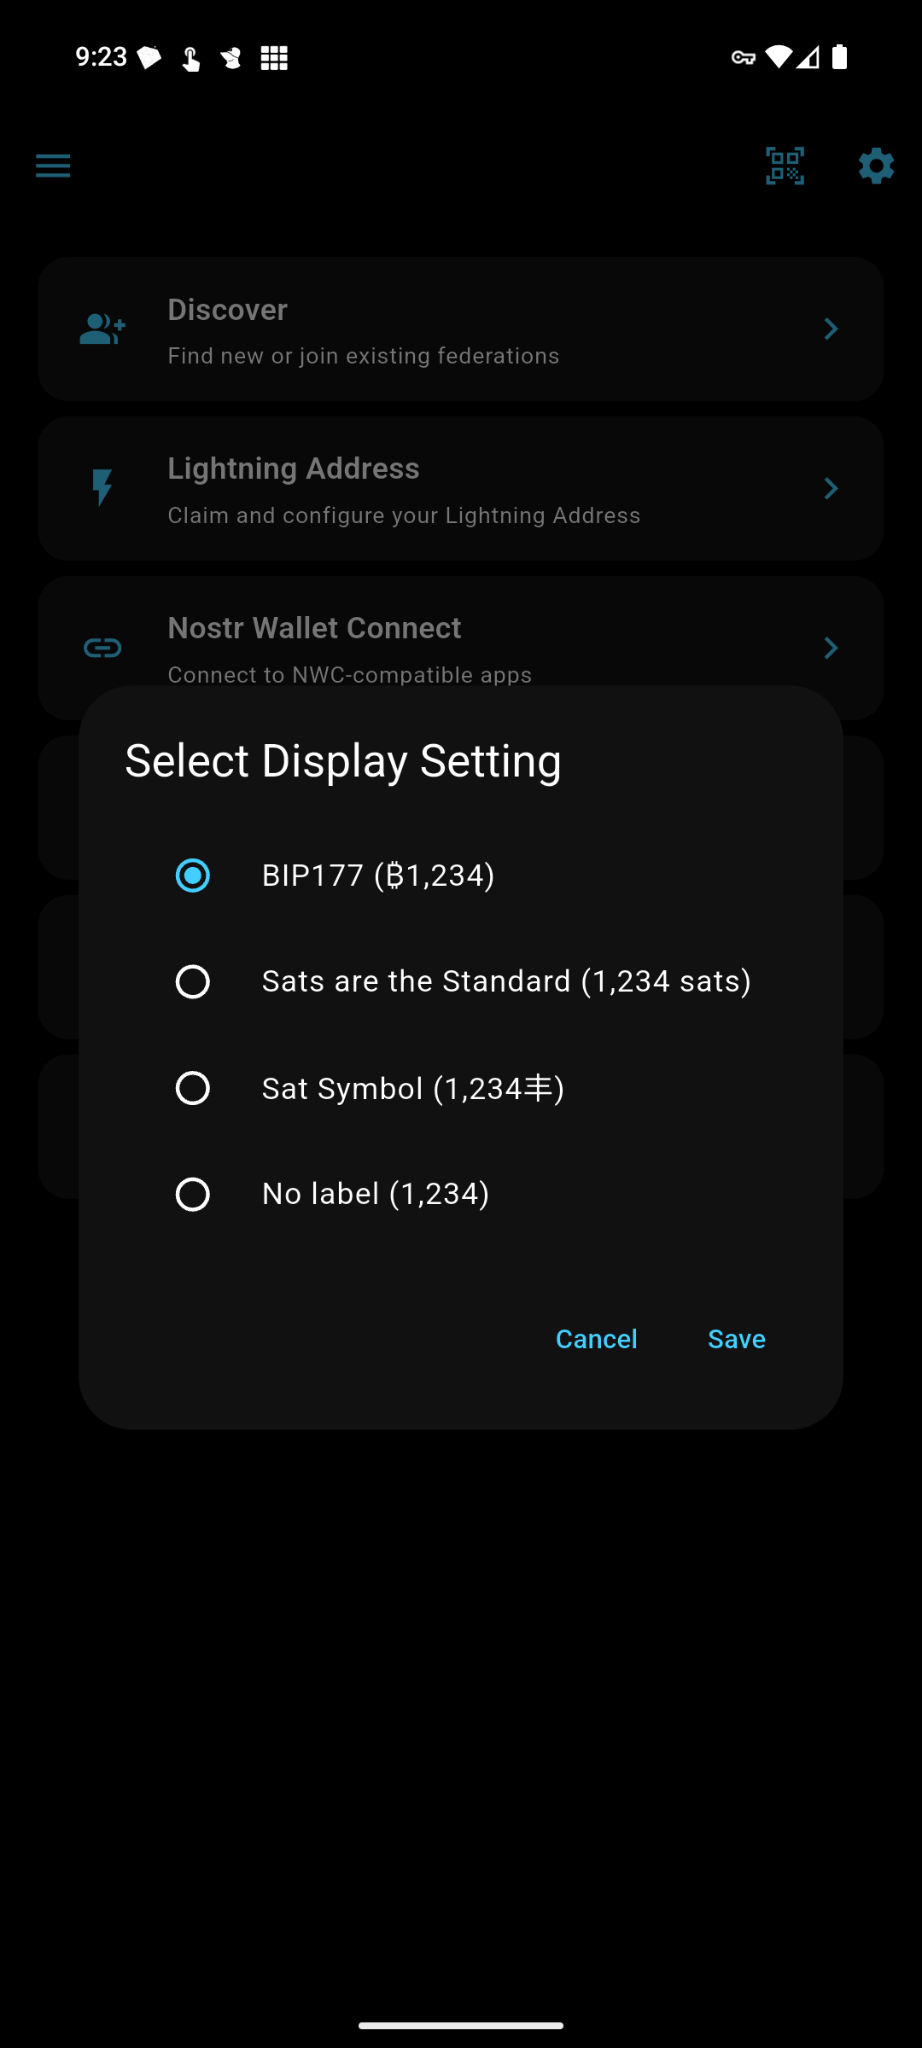 9:23
Discover
Find new or join existing federations
Lightning Address
Claim and configure your Lightning Address
Nostr Wallet Connect
Connect to NWC-compatible apps
Select Display Setting
BIP177 (₿1,234)
Sats are the Standard (1,234 sats)
Sat Symbol (1,234丰)
No label (1,234)
Cancel
Save